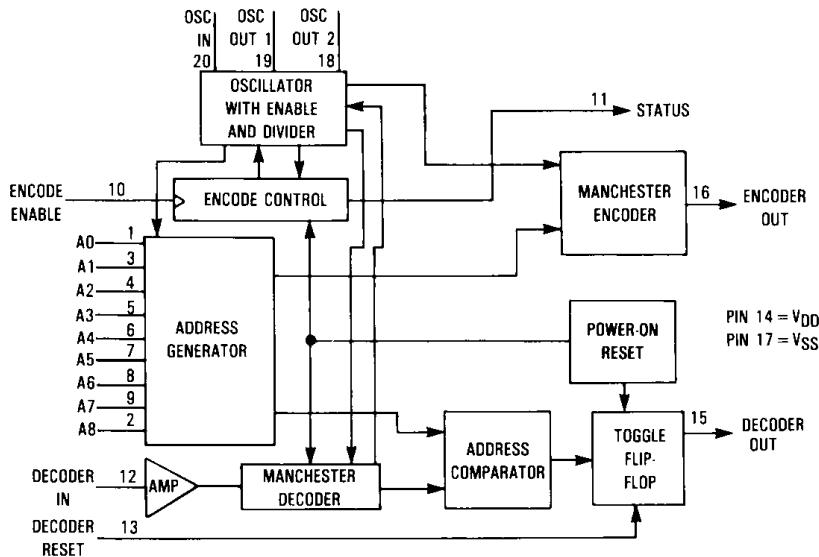 OSC IN 20
OSC OUT 1 19
OSC OUT 2 18
OSCILLATOR
WITH ENABLE
AND DIVIDER
11 STATUS
ENCODE ENABLE 10
ENCODE CONTROL
MANCHESTER
ENCODER
16 ENCODER OUT
A0 1
A1 3
A2 4
A3 5
A4 6
A5 7
A6 8
A7 9
A8 2
ADDRESS
GENERATOR
POWER-ON
RESET
PIN 14 = VDD
PIN 17 = VSS
ADDRESS
COMPARATOR
TOGGLE
FLIP-
FLOP
15 DECODER OUT
DECODER IN 12
AMP
MANCHESTER
DECODER
DECODER RESET 13